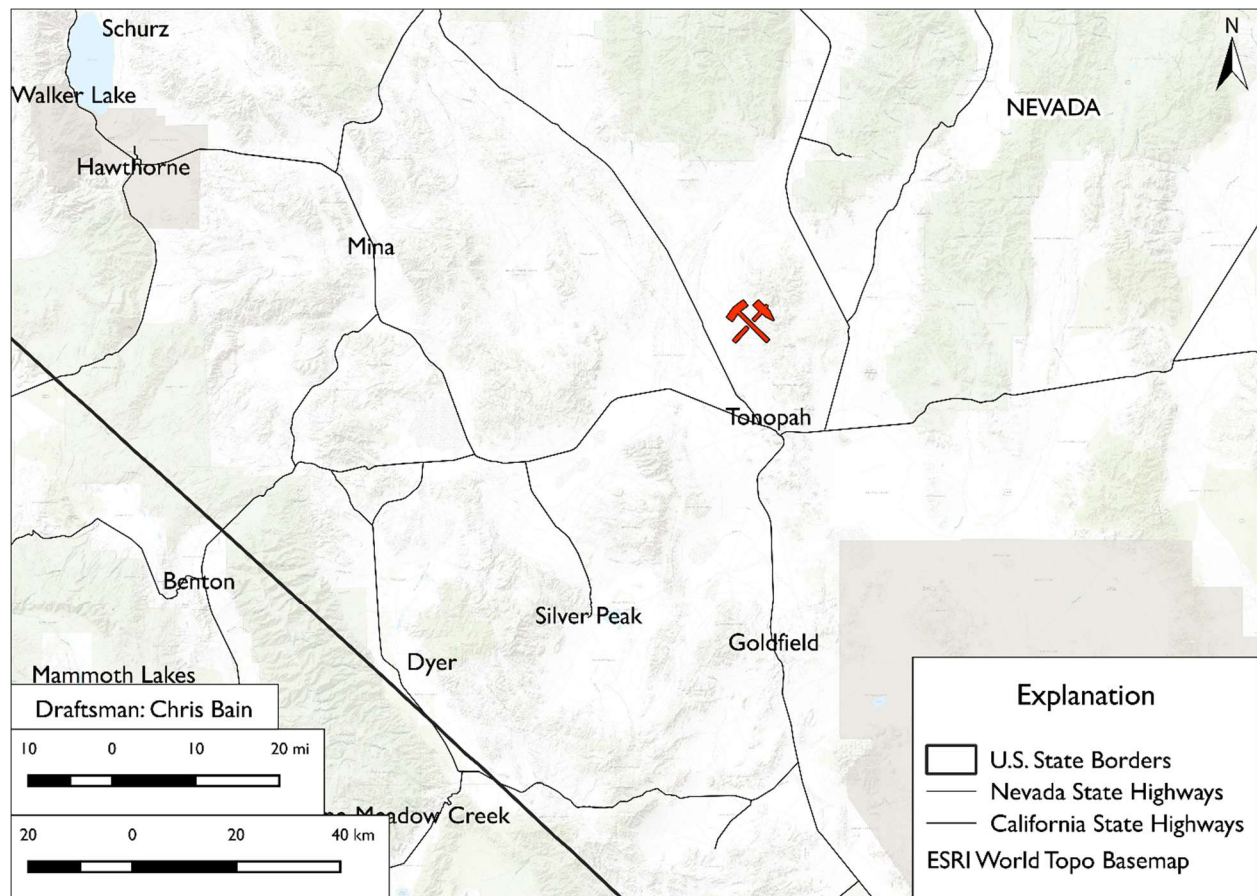 Schurz
N
Walker Lake
NEVADA
Hawthorne
Mina
Tonopah
Benton
Silver Peak
Goldfield
Dyer
Mammoth Lakes
Draftsman: Chris Bain
10 0 10 20 mi
Meadow Creek
20 0 20 40 km
Explanation
U.S. State Borders
Nevada State Highways
California State Highways
ESRI World Topo Basemap